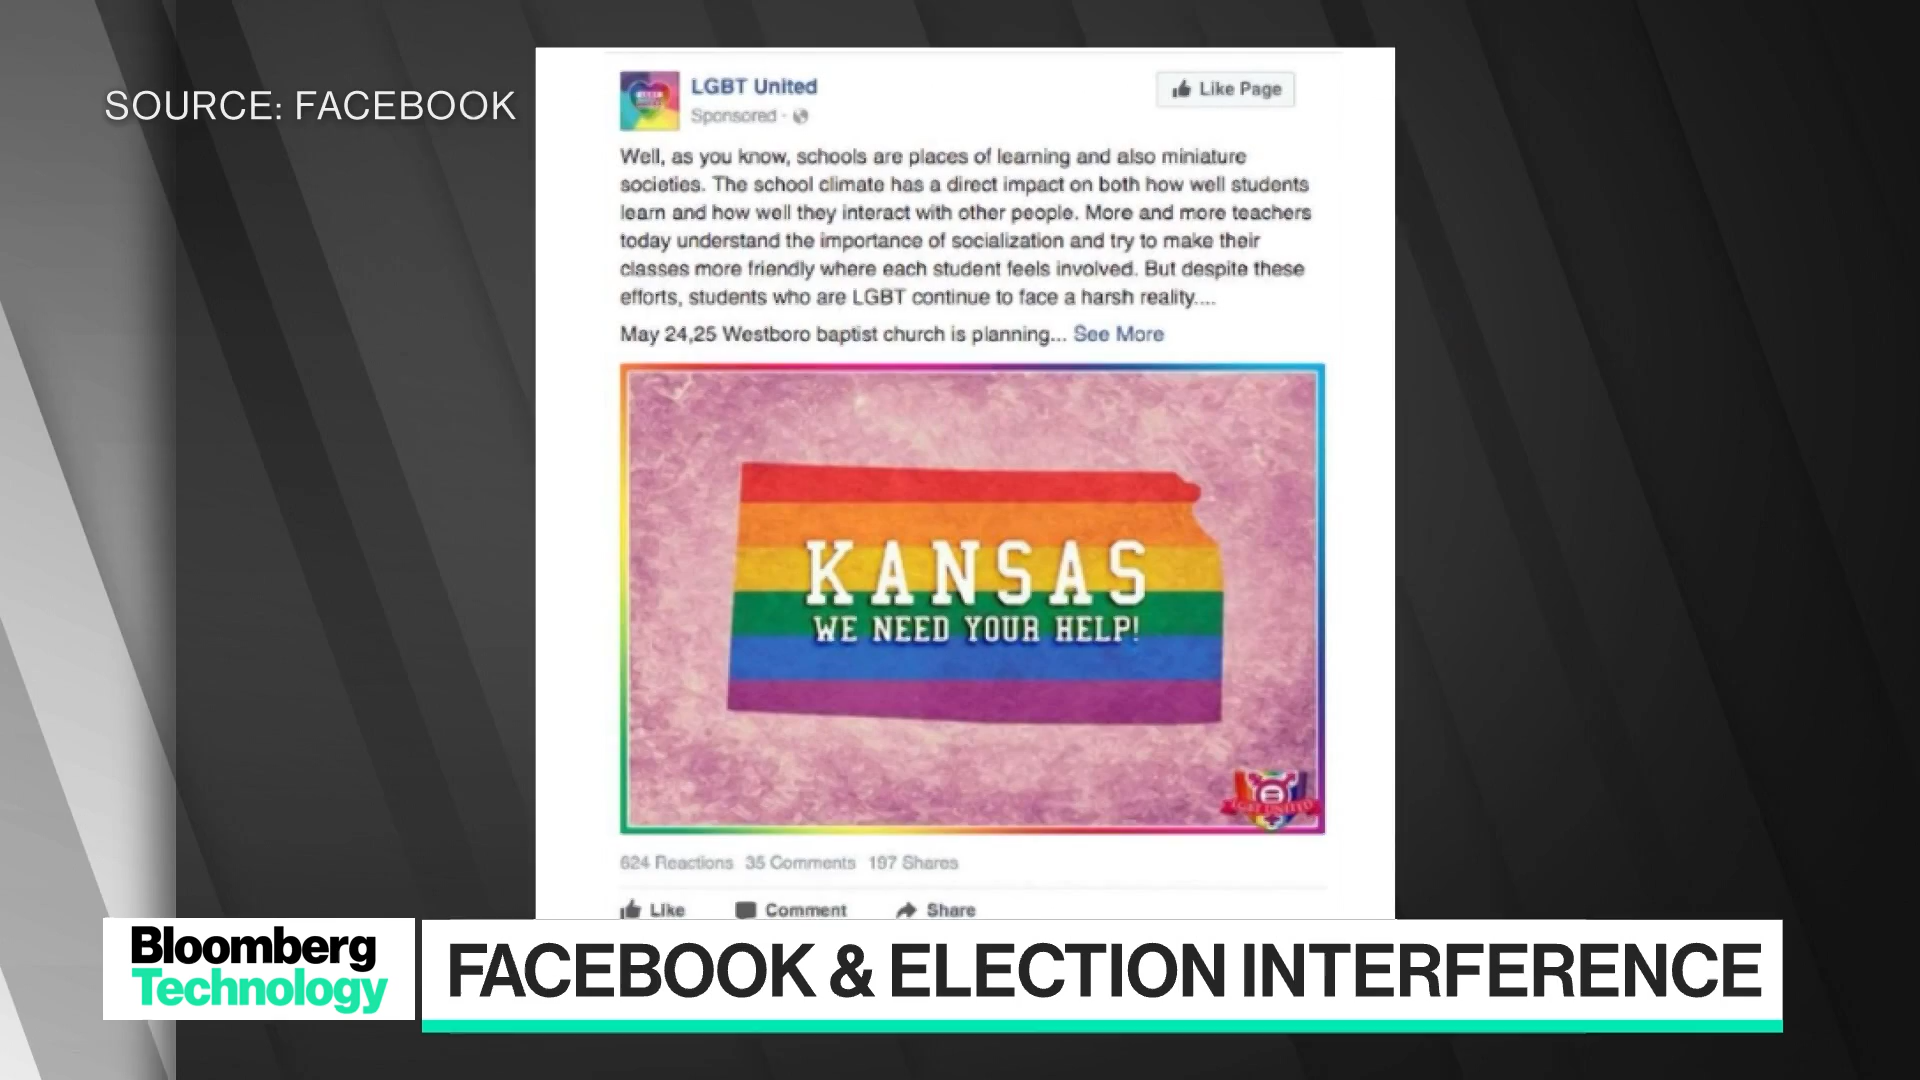 SOURCE: FACEBOOK
LGBT United
Sponsored ·
Like Page
Well, as you know, schools are places of learning and also miniature
societies. The school climate has a direct impact on both how well students
learn and how well they interact with other people. More and more teachers
today understand the importance of socialization and try to make their
classes more friendly where each student feels involved. But despite these
efforts, students who are LGBT continue to face a harsh reality....
May 24,25 Westboro baptist church is planning... See More
KANSAS
WE NEED YOUR HELP!
LGBT UNITED
624 Reactions 35 Comments 197 Shares
Like Comment Share
Bloomberg
Technology
FACEBOOK & ELECTION INTERFERENCE